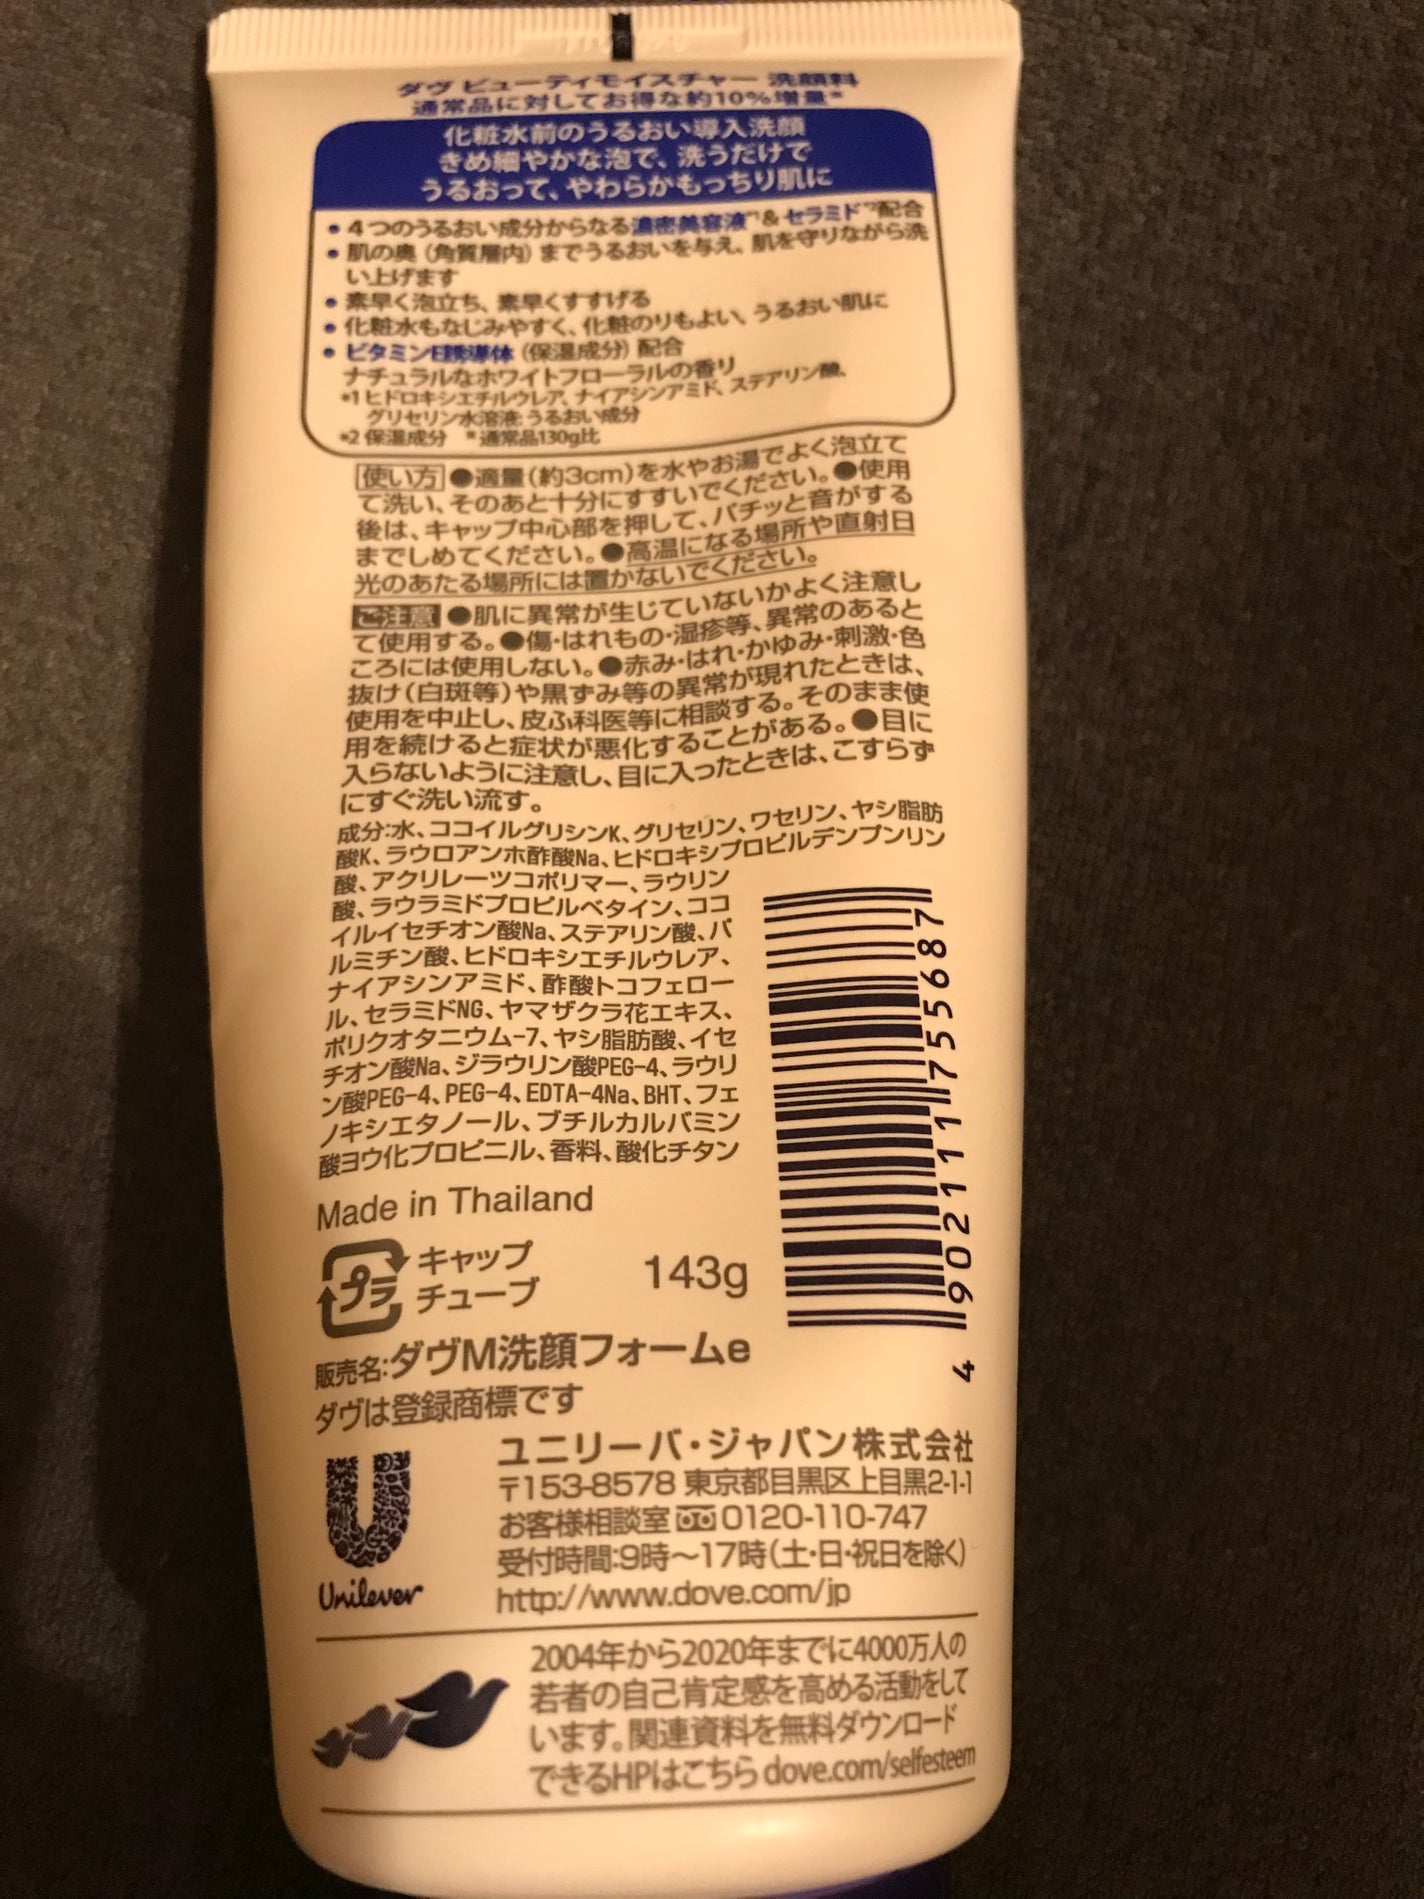 ダヴ ビューティモイスチャー 洗顔料
通常品に対してお得な約10%増量*
化粧水前のうるおい導入洗顔
きめ細やかな泡で、洗うだけで
うるおって、やわらかもっちり肌に
• 4つのうるおい成分からなる濃密美容液*1&セラミド*2配合
• 肌の奥（角質層内）までうるおいを与え、肌を守りながら洗
い上げます
• 素早く泡立ち、素早くすすげる
• 化粧水もなじみやすく、化粧のりもよい、うるおい肌に
• ビタミンE誘導体（保湿成分）配合
ナチュラルなホワイトフローラルの香り
*1 ヒドロキシエチルウレア、ナイアシンアミド、ステアリン酸、
グリセリン水溶液:うるおい成分
*2 保湿成分 *通常品130g比
使い方 ●適量(約3cm)を水やお湯でよく泡立て
て洗い、そのあと十分にすすいでください。●使用
後は、キャップ中心部を押して、パチッと音がする
までしめてください。●高温になる場所や直射日
光のあたる場所には置かないでください。
ご注意 ●肌に異常が生じていないかよく注意し
て使用する。●傷・はれもの・湿疹等、異常のあると
ころには使用しない。●赤み・はれ・かゆみ・刺激・色
抜け(白斑等)や黒ずみ等の異常が現れたときは、
使用を中止し、皮ふ科医等に相談する。そのまま使
用を続けると症状が悪化することがある。●目に
入らないように注意し、目に入ったときは、こすらず
にすぐ洗い流す。
成分:水、ココイルグリシンK、グリセリン、ワセリン、ヤシ脂肪
酸K、ラウロアンホ酢酸Na、ヒドロキシプロピルデンプンリン
酸、アクリレーツコポリマー、ラウリン
酸、ラウラミドプロピルベタイン、ココ
イルイセチオン酸Na、ステアリン酸、パ
ルミチン酸、ヒドロキシエチルウレア、
ナイアシンアミド、酢酸トコフェロー
ル、セラミドNG、ヤマザクラ花エキス、
ポリクオタニウム-7、ヤシ脂肪酸、イセ
チオン酸Na、ジラウリン酸PEG-4、ラウリ
ン酸PEG-4、PEG-4、EDTA-4Na、BHT、フェ
ノキシエタノール、ブチルカルバミン
酸ヨウ化プロピニル、香料、酸化チタン
4 902111 755687
Made in Thailand
プラ
キャップ
チューブ
143g
販売名:ダヴM洗顔フォームe
ダヴは登録商標です
Unilever
ユニリーバ・ジャパン株式会社
〒153-8578 東京都目黒区上目黒2-1-1
お客様相談室 0120-110-747
受付時間:9時〜17時(土・日・祝日を除く)
http://www.dove.com/jp
2004年から2020年までに4000万人の
若者の自己肯定感を高める活動をして
います。関連資料を無料ダウンロード
できるHPはこちら dove.com/selfesteem